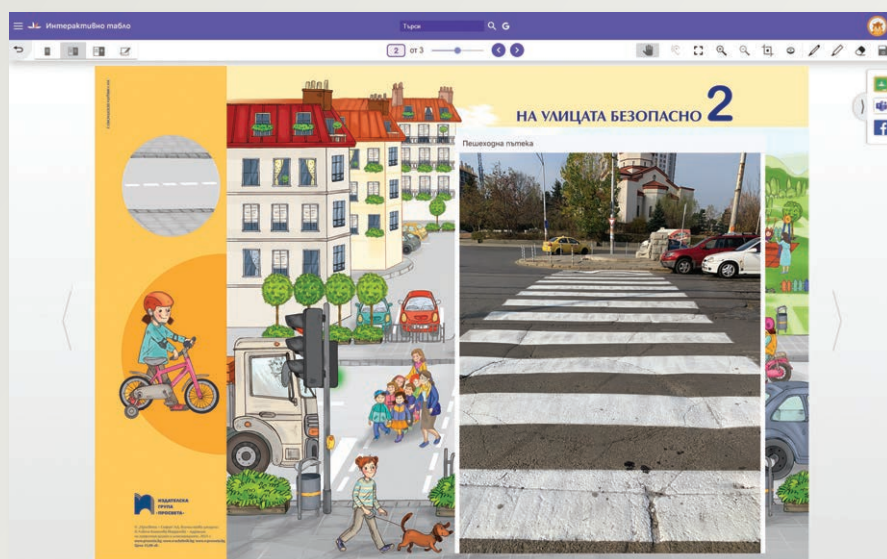 Интерактивно табло
Търси
G
2 от 3
НА УЛИЦАТА БЕЗОПАСНО 2
Пешеходна пътека
ИЗДАТЕЛСКА
ГРУПА
«ПРОСВЕТА»